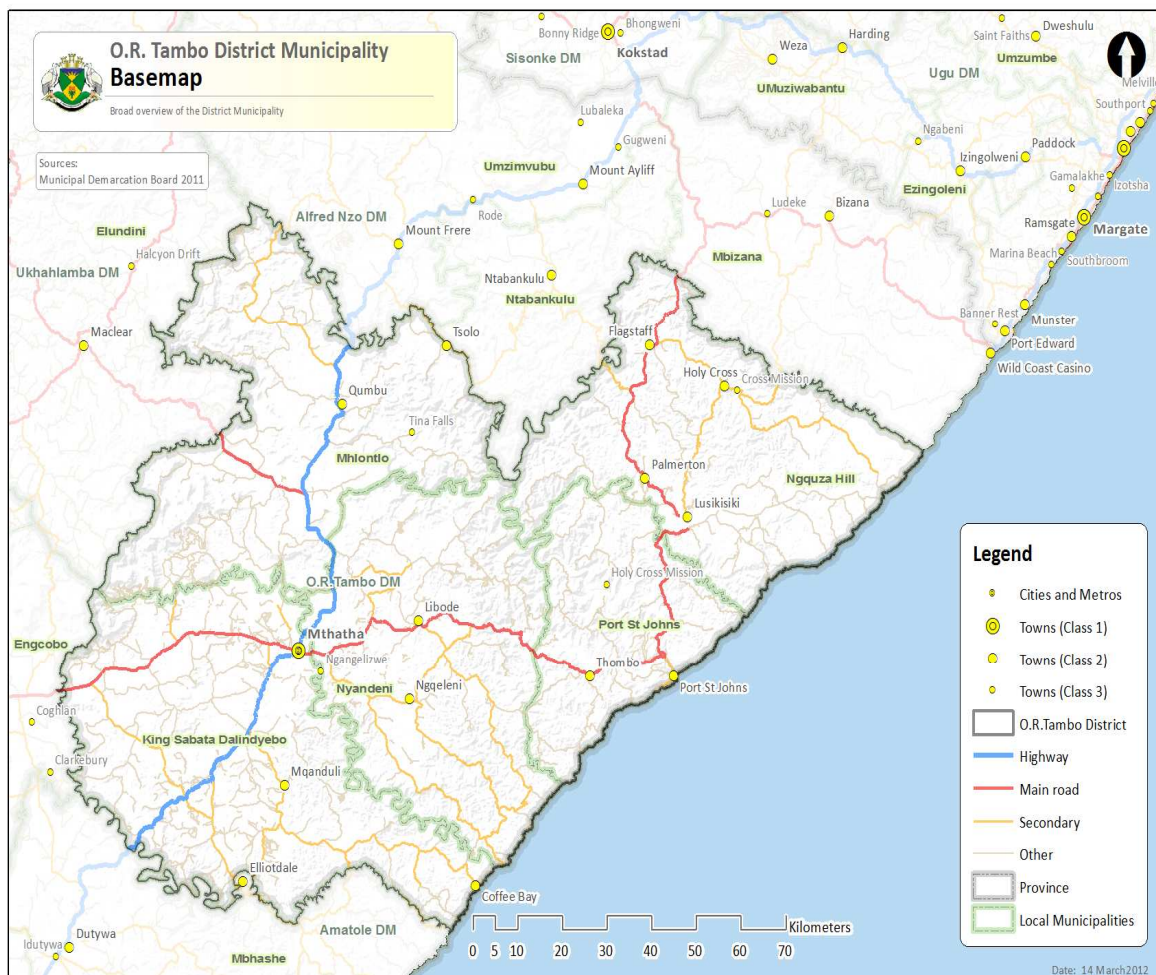 O.R. Tambo District Municipality
Basemap
Broad overview of the District Municipality
Sources:
Municipal Demarcation Board 2011
Bonny Ridge
Bhongweni
Kokstad
Sisonke DM
Weza
Harding
Saint Faiths
Dweshulu
Umzumbe
Ugu DM
UMuziwabantu
Melville
Southport
Lubaleka
Gugweni
Umzimvubu
Mount Ayliff
Ngabeni
Paddock
Izingolweni
Gamalakhe
Izotsha
Ezingoleni
Rode
Alfred Nzo DM
Ludeke
Bizana
Ramsgate
Margate
Elundini
Mount Frere
Mbizana
Marina Beach
Southbroom
Halcyon Drift
Ukhahlamba DM
Ntabankulu
Ntabankulu
Banner Rest
Munster
Port Edward
Wild Coast Casino
Maclear
Tsolo
Flagstaff
Holy Cross
Cross Mission
Qumbu
Tina Falls
Mhlontlo
Palmerton
Ngquza Hill
Lusikisiki
O.R.Tambo DM
Holy Cross Mission
Libode
Port St Johns
Engcobo
Mthatha
Ngangelizwe
Thombo
Port St Johns
Nyandeni
Ngqeleni
Coghlan
King Sabata Dalindyebo
Clarkebury
Mqanduli
Elliotdale
Coffee Bay
Amatole DM
Idutywa
Dutywa
Mbhashe
Kilometers
0 5 10 20 30 40 50 60 70
Legend
Cities and Metros
Towns (Class 1)
Towns (Class 2)
Towns (Class 3)
O.R.Tambo District
Highway
Main road
Secondary
Other
Province
Local Municipalities
Date: 14 March2012